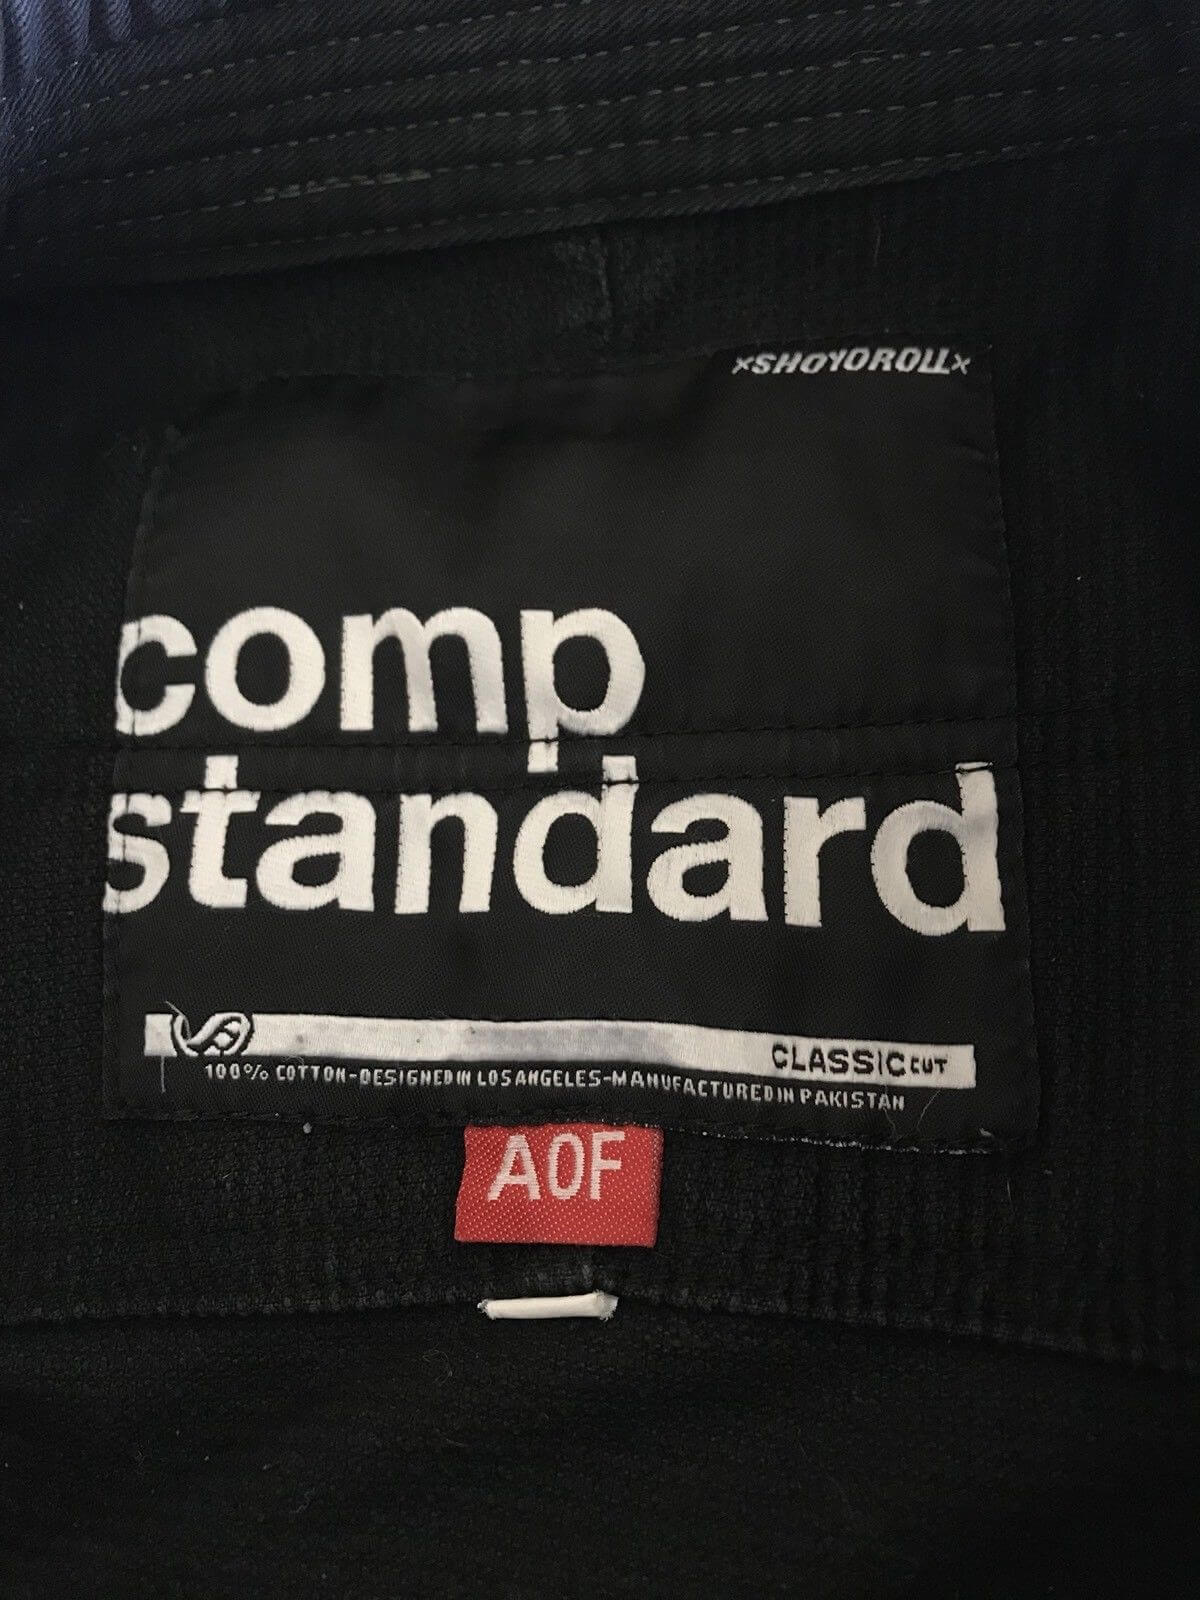 ×SHOYOROLL×
comp
standard
CLASSIC CUT
100% COTTON-DESIGNED IN LOS ANGELES-MANUFACTURED IN PAKISTAN
A0F